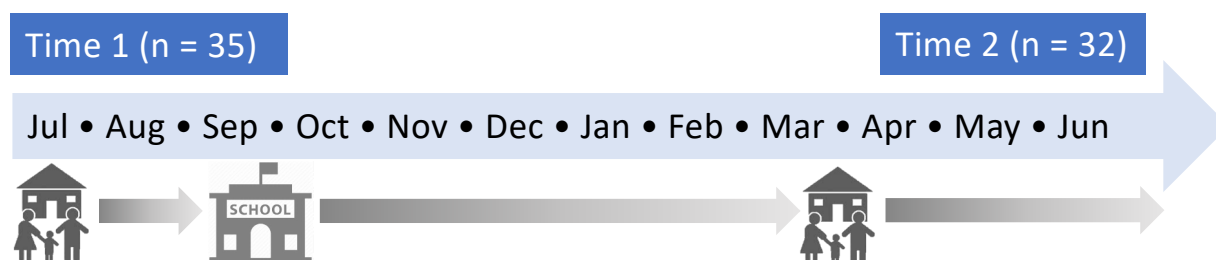 Time 1 (n = 35)
Time 2 (n = 32)
Jul • Aug • Sep • Oct • Nov • Dec • Jan • Feb • Mar • Apr • May • Jun
SCHOOL